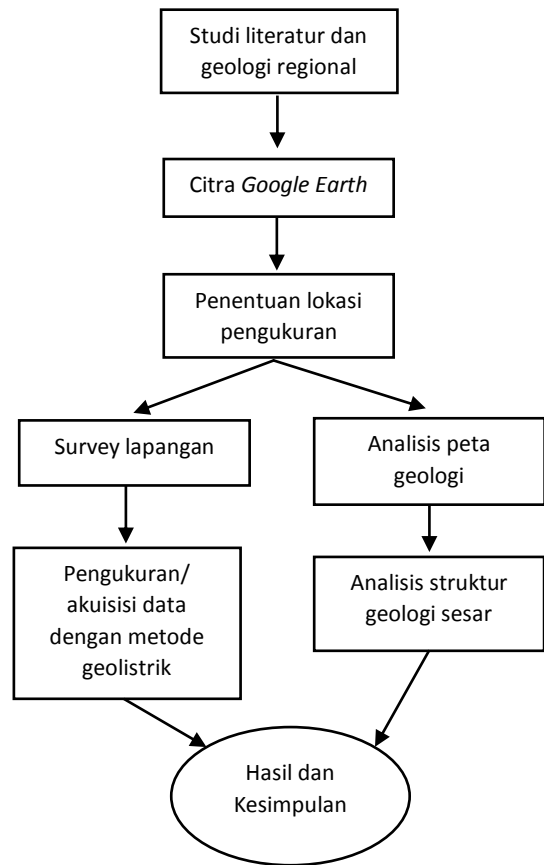 Studi literatur dan
geologi regional
Citra Google Earth
Penentuan lokasi
pengukuran
Survey lapangan
Analisis peta
geologi
Pengukuran/
akuisisi data
dengan metode
geolistrik
Analisis struktur
geologi sesar
Hasil dan
Kesimpulan